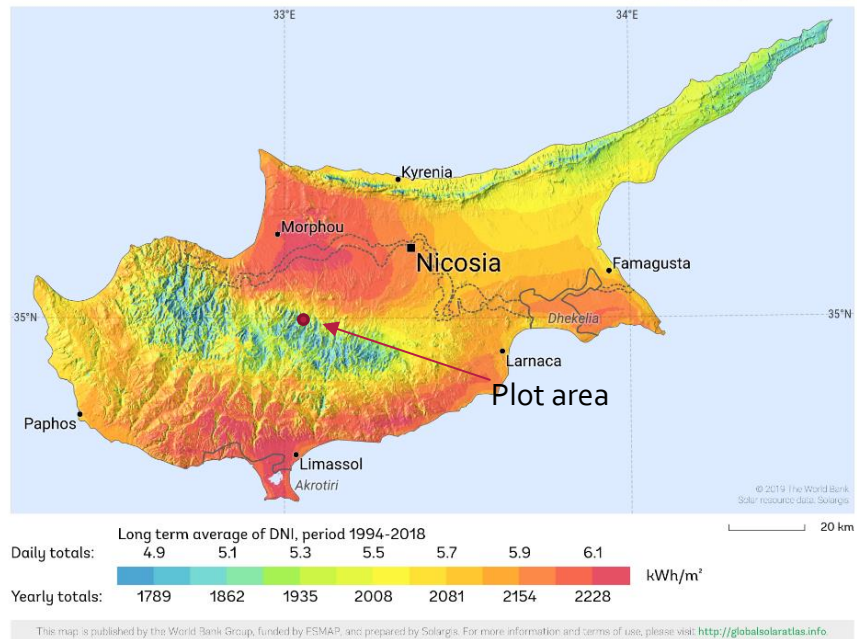 33°E 34°E
Kyrenia
Morphou
Nicosia
Famagusta
35°N 35°N
Dhekelia
Larnaca
Plot area
Paphos
Limassol
Akrotiri
© 2019 The World Bank
Solar resource data: Solargis
20 km
Long term average of DNI, period 1994-2018
Daily totals: 4.9 5.1 5.3 5.5 5.7 5.9 6.1
kWh/m²
Yearly totals: 1789 1862 1935 2008 2081 2154 2228
This map is published by the World Bank Group, funded by ESMAP, and prepared by Solargis. For more information and terms of use, please visit http://globalsolaratlas.info.